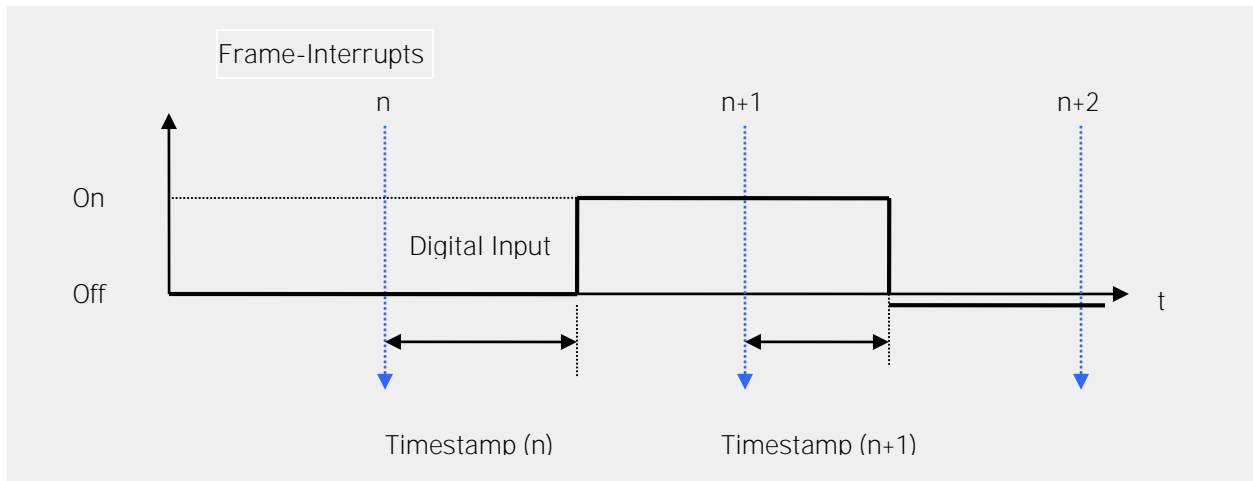 Frame-Interrupts
n n+1 n+2
On
Digital Input
Off
t
Timestamp (n) Timestamp (n+1)